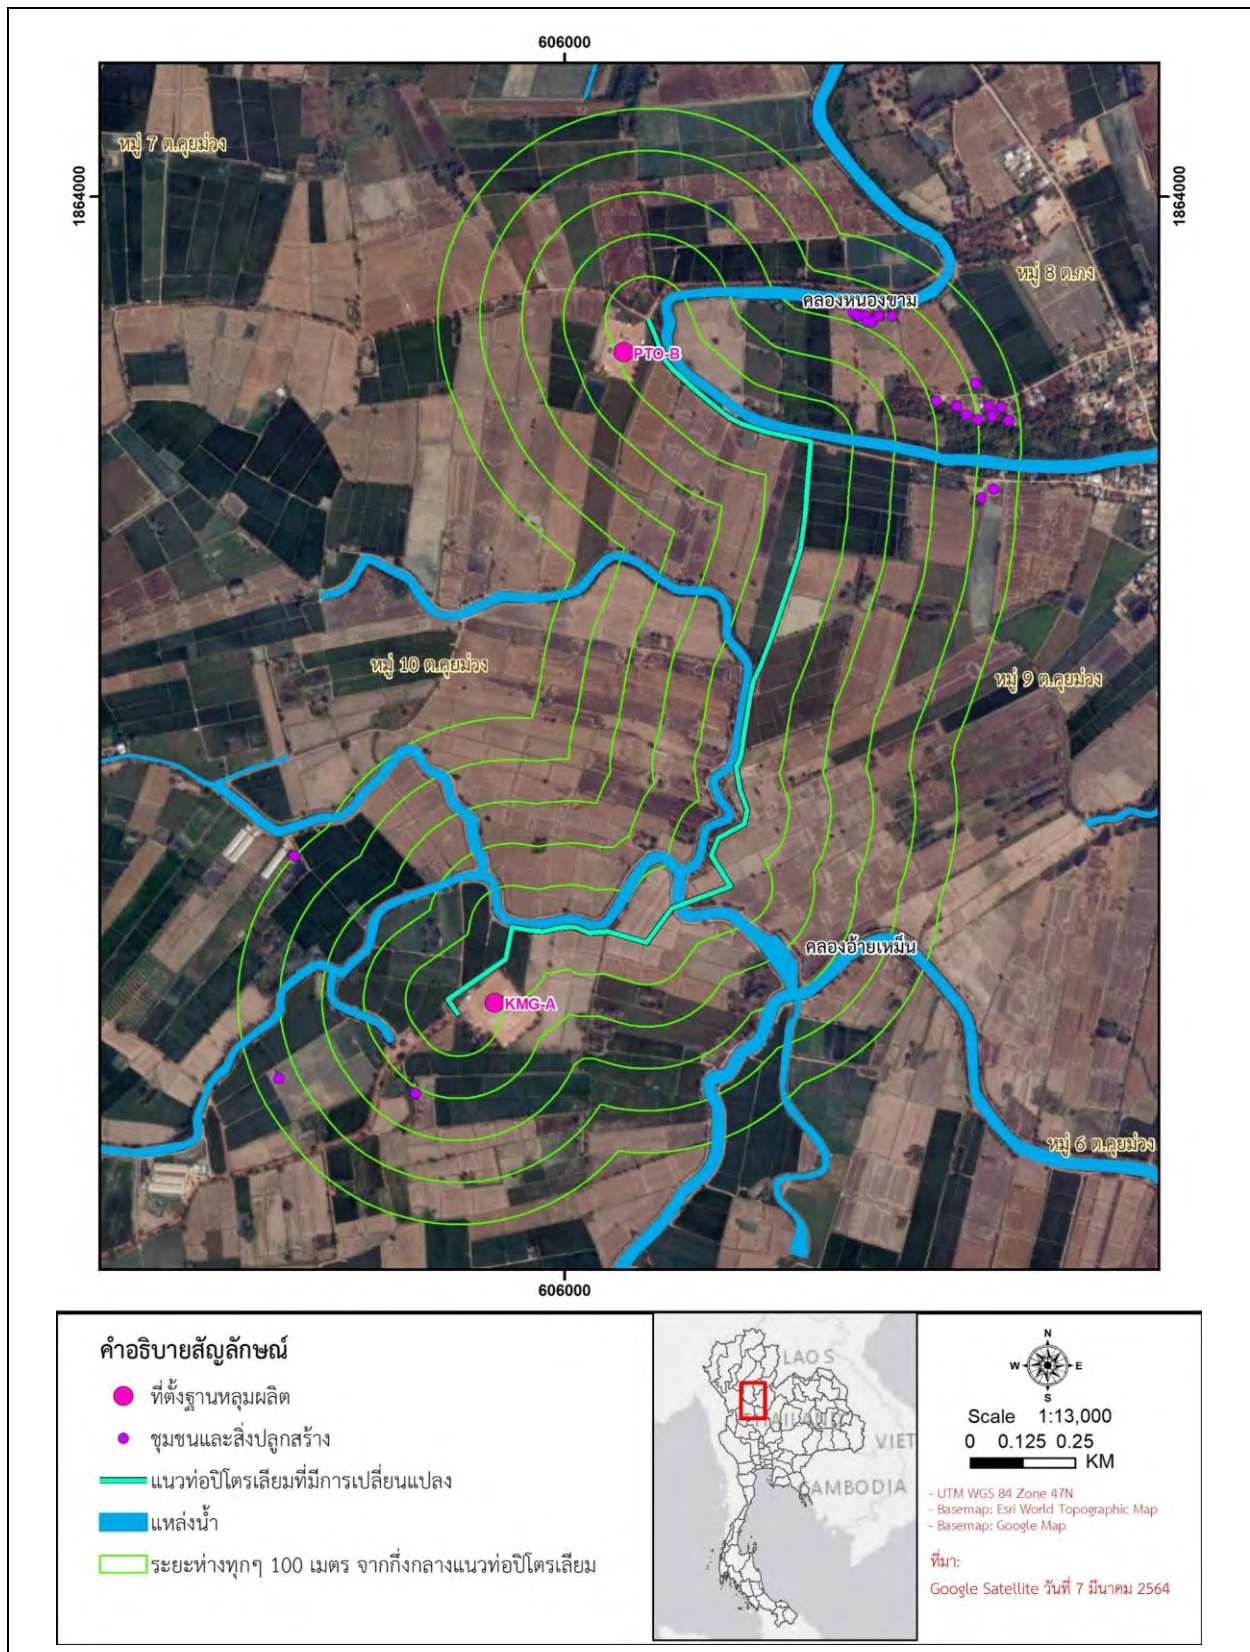 606000
หมู่ 7 ต.คุยม่วง
1864000
1864000
หมู่ 8 ต.กง
คลองหนองขาม
PTO-B
หมู่ 10 ต.คุยม่วง
หมู่ 9 ต.คุยม่วง
คลองอ้ายเหม็น
KMG-A
หมู่ 6 ต.คุยม่วง
606000
คำอธิบายสัญลักษณ์
ที่ตั้งฐานหลุมผลิต
ชุมชนและสิ่งปลูกสร้าง
แนวท่อปิโตรเลียมที่มีการเปลี่ยนแปลง
แหล่งน้ำ
ระยะห่างทุกๆ 100 เมตร จากกึ่งกลางแนวท่อปิโตรเลียม
LAOS
THAILAND
VIET
CAMBODIA
N
W E
S
Scale 1:13,000
0 0.125 0.25
KM
- UTM WGS 84 Zone 47N
- Basemap: Esri World Topographic Map
- Basemap: Google Map
ที่มา:
Google Satellite วันที่ 7 มีนาคม 2564